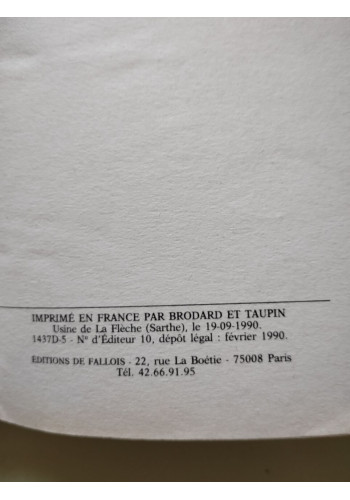 IMPRIMÉ EN FRANCE PAR BRODARD ET TAUPIN
Usine de La Flèche (Sarthe), le 19-09-1990.
1437D-5 - N° d'Éditeur 10, dépôt légal : février 1990.
ÉDITIONS DE FALLOIS - 22, rue La Boétie - 75008 Paris
Tél. 42.66.91.95